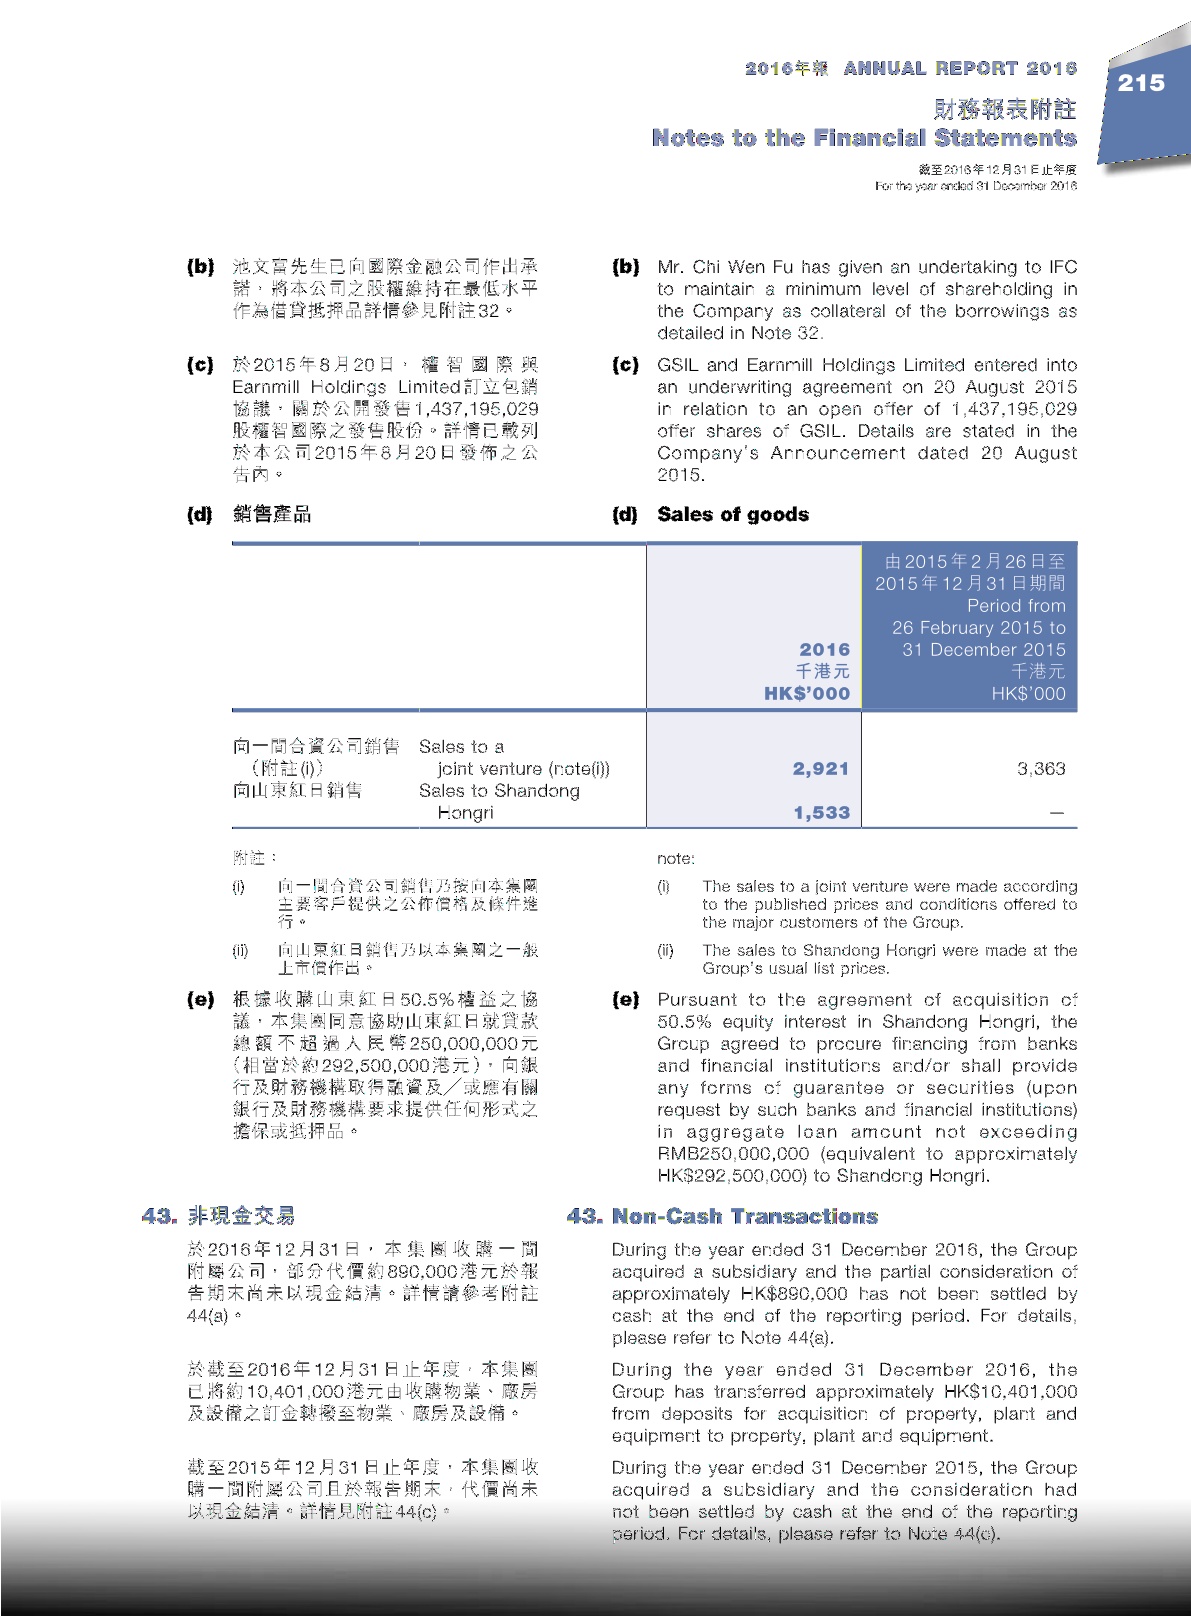 2016年報 ANNUAL REPORT 2016
215
財務報表附註
Notes to the Financial Statements
截至2016年12月31日止年度
For the year ended 31 December 2016
(b) 池文富先生已向國際金融公司作出承
諾，將本公司之股權維持在最低水平
作為借貸抵押品詳情參見附註32。
(b) Mr. Chi Wen Fu has given an undertaking to IFC
to maintain a minimum level of shareholding in
the Company as collateral of the borrowings as
detailed in Note 32.
(c) 於2015年8月20日，權智國際與
Earnmill Holdings Limited訂立包銷
協議，關於公開發售1,437,195,029
股權智國際之發售股份。詳情已載列
於本公司2015年8月20日發佈之公
告內。
(c) GSIL and Earnmill Holdings Limited entered into
an underwriting agreement on 20 August 2015
in relation to an open offer of 1,437,195,029
offer shares of GSIL. Details are stated in the
Company's Announcement dated 20 August
2015.
(d) 銷售產品
(d) Sales of goods
由2015年2月26日至
2015年12月31日期間
Period from
26 February 2015 to
2016 31 December 2015
千港元 千港元
HK$'000 HK$'000
向一間合資公司銷售 Sales to a
（附註(i)） joint venture (note(i)) 2,921 3,363
向山東紅日銷售 Sales to Shandong
Hongri 1,533 —
附註：
(i) 向一間合資公司銷售乃按向本集團
主要客戶提供之公佈價格及條件進
行。
(ii) 向山東紅日銷售乃以本集團之一般
上市價作出。
note:
(i) The sales to a joint venture were made according
to the published prices and conditions offered to
the major customers of the Group.
(ii) The sales to Shandong Hongri were made at the
Group's usual list prices.
(e) 根據收購山東紅日50.5%權益之協
議，本集團同意協助山東紅日就貸款
總額不超過人民幣250,000,000元
（相當於約292,500,000港元），向銀
行及財務機構取得融資及╱或應有關
銀行及財務機構要求提供任何形式之
擔保或抵押品。
(e) Pursuant to the agreement of acquisition of
50.5% equity interest in Shandong Hongri, the
Group agreed to procure financing from banks
and financial institutions and/or shall provide
any forms of guarantee or securities (upon
request by such banks and financial institutions)
in aggregate loan amount not exceeding
RMB250,000,000 (equivalent to approximately
HK$292,500,000) to Shandong Hongri.
43. 非現金交易
於2016年12月31日，本集團收購一間
附屬公司，部分代價約890,000港元於報
告期末尚未以現金結清。詳情請參考附註
44(a)。
於截至2016年12月31日止年度，本集團
已將約10,401,000港元由收購物業、廠房
及設備之訂金轉撥至物業、廠房及設備。
截至2015年12月31日止年度，本集團收
購一間附屬公司且於報告期末，代價尚未
以現金結清。詳情見附註44(c)。
43. Non-Cash Transactions
During the year ended 31 December 2016, the Group
acquired a subsidiary and the partial consideration of
approximately HK$890,000 has not been settled by
cash at the end of the reporting period. For details,
please refer to Note 44(a).
During the year ended 31 December 2016, the
Group has transferred approximately HK$10,401,000
from deposits for acquisition of property, plant and
equipment to property, plant and equipment.
During the year ended 31 December 2015, the Group
acquired a subsidiary and the consideration had
not been settled by cash at the end of the reporting
period. For details, please refer to Note 44(c).